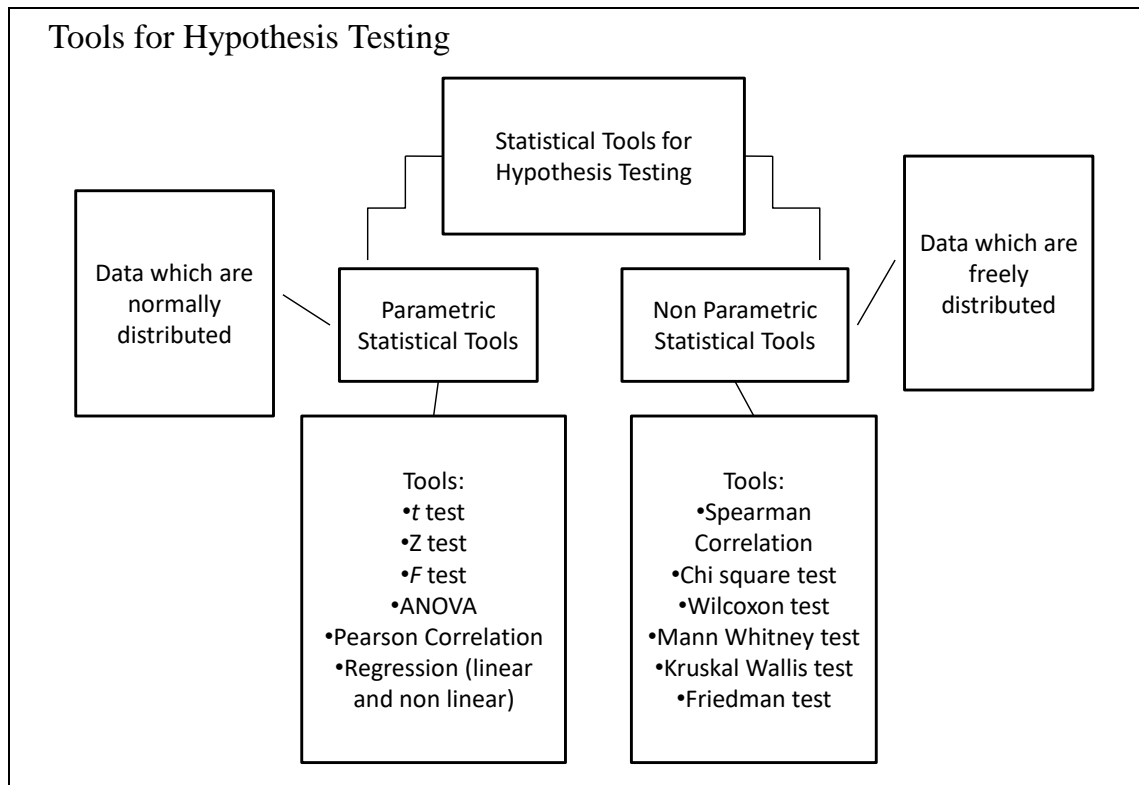 Tools for Hypothesis Testing
Statistical Tools for
Hypothesis Testing
Data which are
normally
distributed
Parametric
Statistical Tools
Non Parametric
Statistical Tools
Data which are
freely
distributed
Tools:
•t test
•Z test
•F test
•ANOVA
•Pearson Correlation
•Regression (linear
and non linear)
Tools:
•Spearman
Correlation
•Chi square test
•Wilcoxon test
•Mann Whitney test
•Kruskal Wallis test
•Friedman test